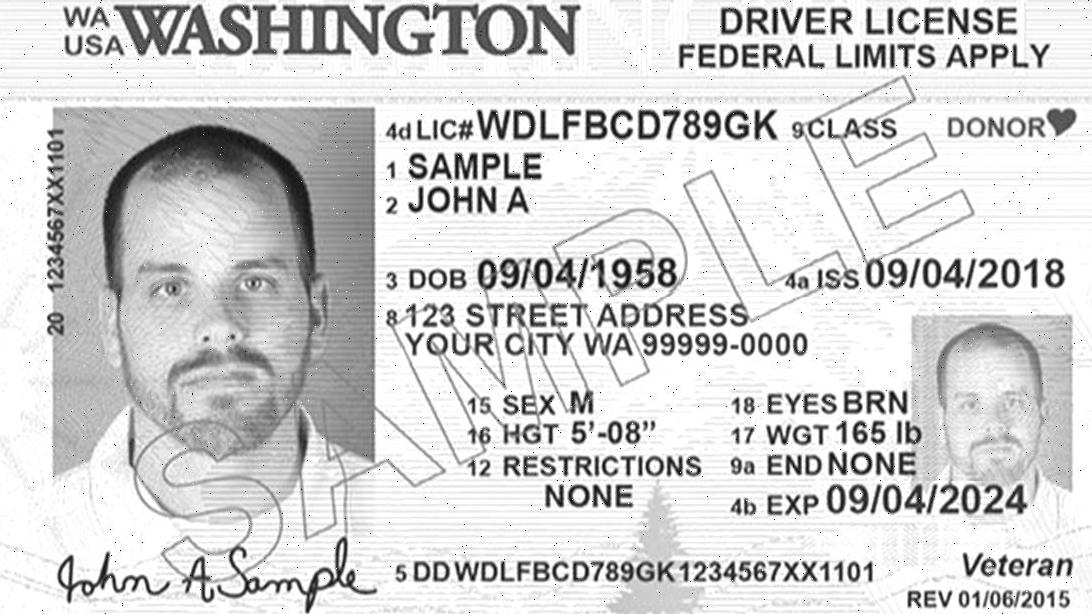 WA
USA WASHINGTON
DRIVER LICENSE
FEDERAL LIMITS APPLY
20 1234567XX1101
4d LIC# WDLFBCD789GK 9 CLASS DONOR
1 SAMPLE
2 JOHN A
3 DOB 09/04/1958 4a ISS 09/04/2018
8 123 STREET ADDRESS
YOUR CITY WA 99999-0000
15 SEX M 18 EYES BRN
16 HGT 5'-08" 17 WGT 165 lb
12 RESTRICTIONS 9a END NONE
NONE
4b EXP 09/04/2024
SAMPLE
John A Sample
5 DD WDLFBCD789GK1234567XX1101
Veteran
REV 01/06/2015